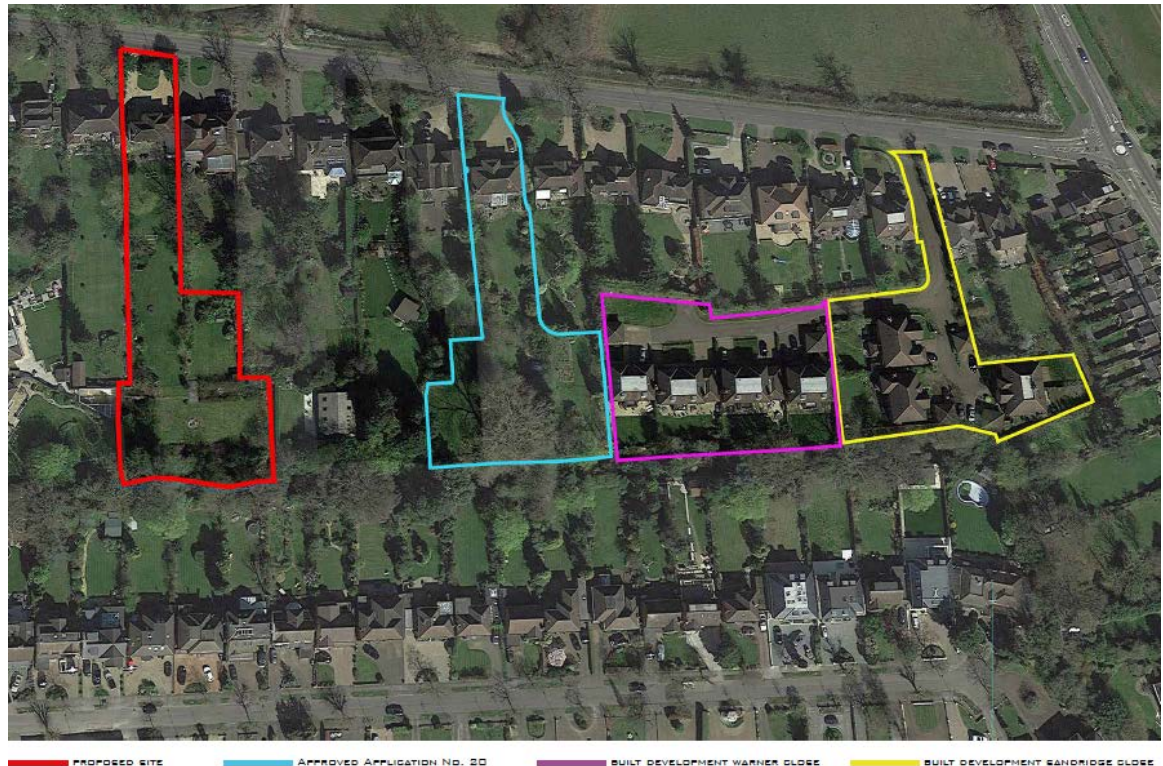 PROPOSED SITE
APPROVED APPLICATION No. 20
BUILT DEVELOPMENT WARNER CLOSE
BUILT DEVELOPMENT SANDRIDGE CLOSE